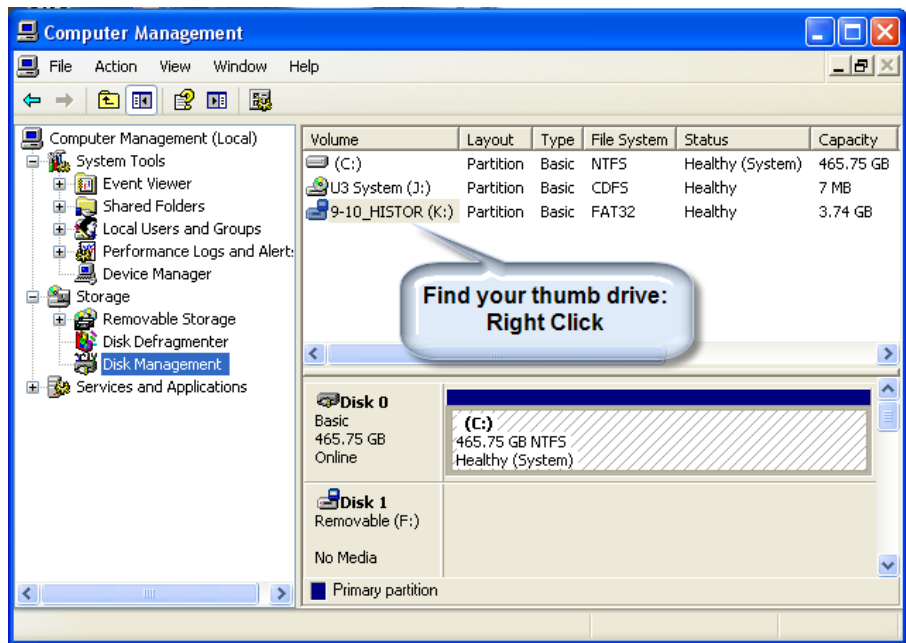 Computer Management
File Action View Window Help
Computer Management (Local)
System Tools
Event Viewer
Shared Folders
Local Users and Groups
Performance Logs and Alert:
Device Manager
Storage
Removable Storage
Disk Defragmenter
Disk Management
Services and Applications
Volume Layout Type File System Status Capacity
(C:) Partition Basic NTFS Healthy (System) 465.75 GB
U3 System (J:) Partition Basic CDFS Healthy 7 MB
9-10_HISTOR (K:) Partition Basic FAT32 Healthy 3.74 GB
Find your thumb drive:
Right Click
Disk 0
Basic
465.75 GB
Online
(C:)
465.75 GB NTFS
Healthy (System)
Disk 1
Removable (F:)
No Media
Primary partition